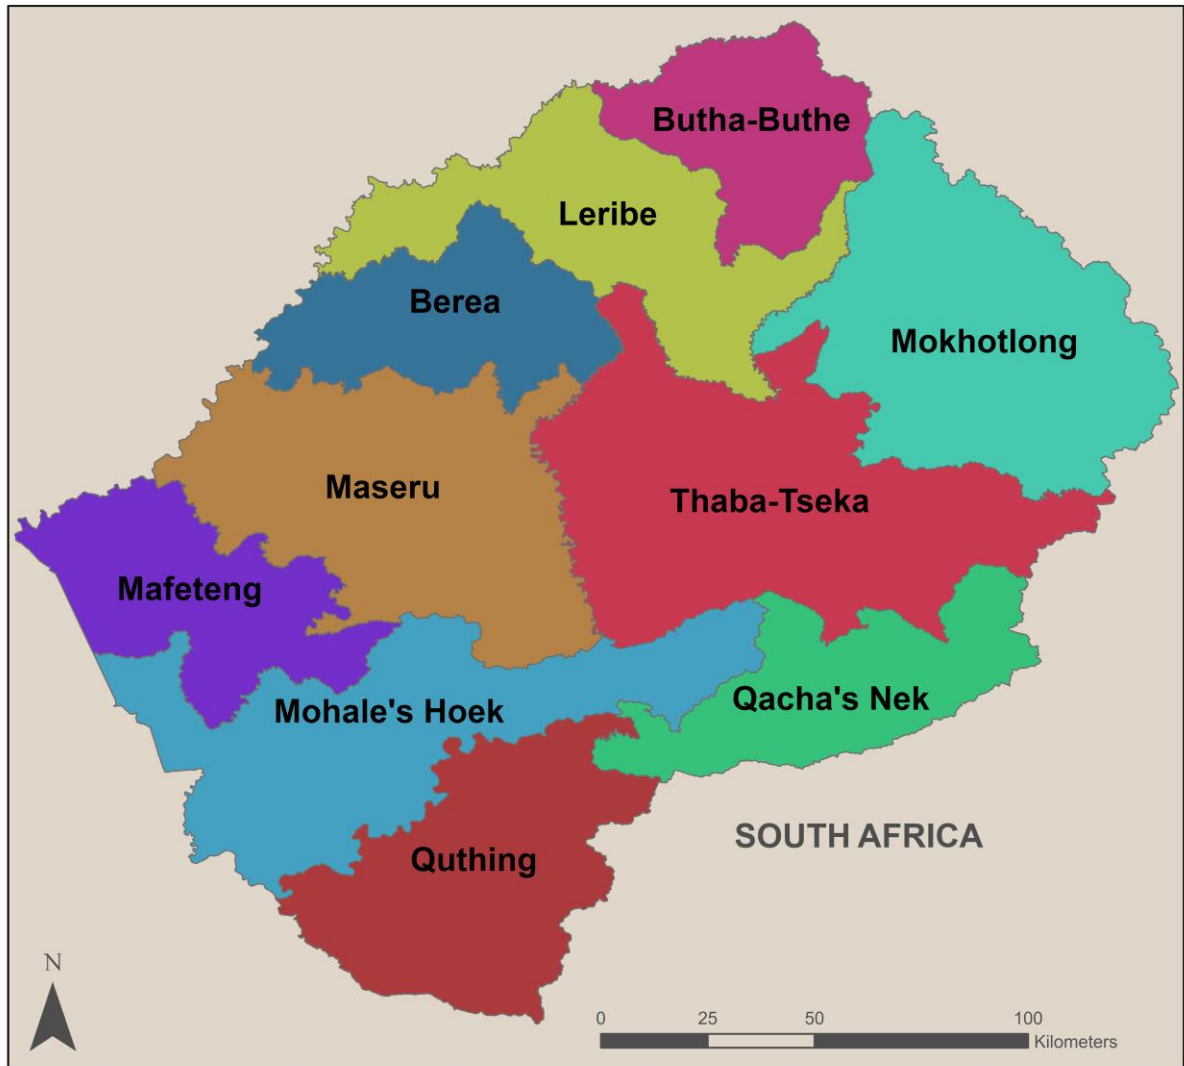 Butha-Buthe
Leribe
Berea
Mokhotlong
Maseru
Thaba-Tseka
Mafeteng
Mohale's Hoek
Qacha's Nek
SOUTH AFRICA
Quthing
N
0 25 50 100
Kilometers